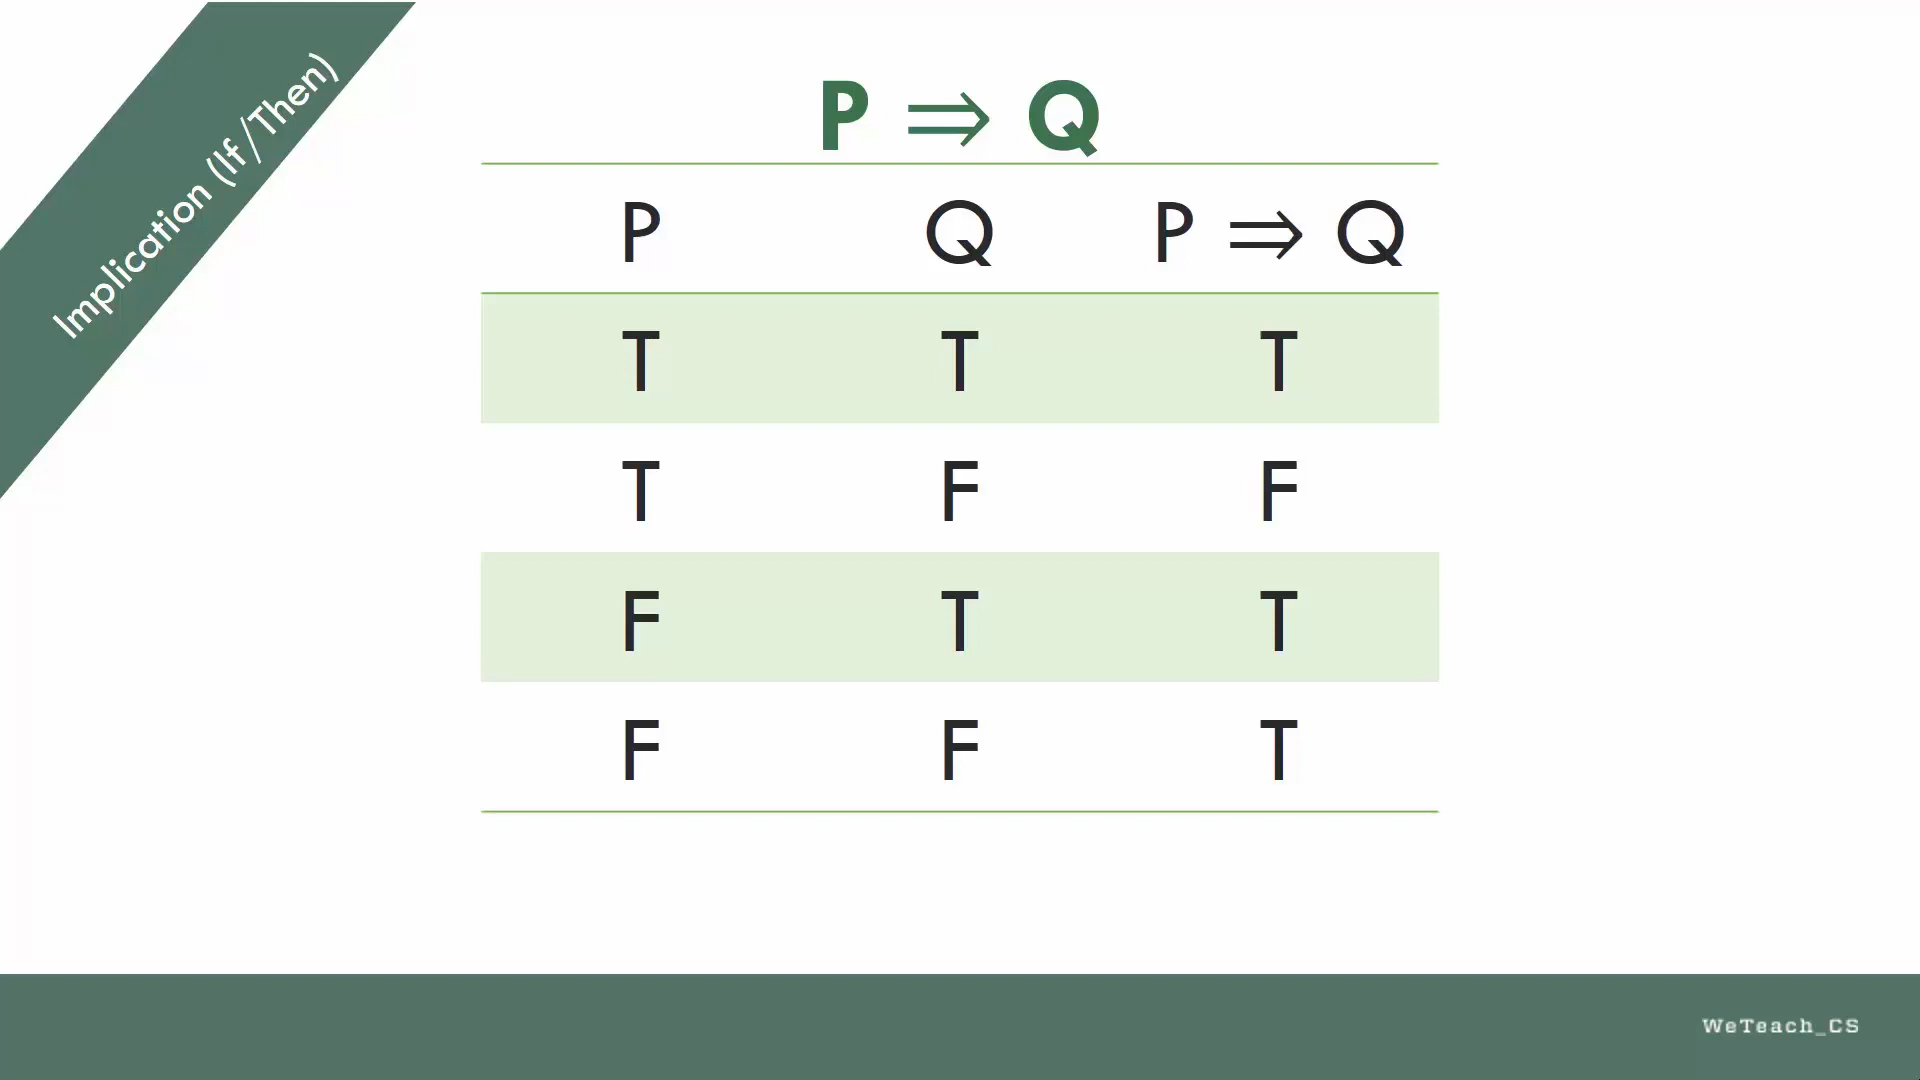 Implication (If/Then)
P ⇒ Q
P Q P ⇒ Q
T T T
T F F
F T T
F F T
WeTeach_CS